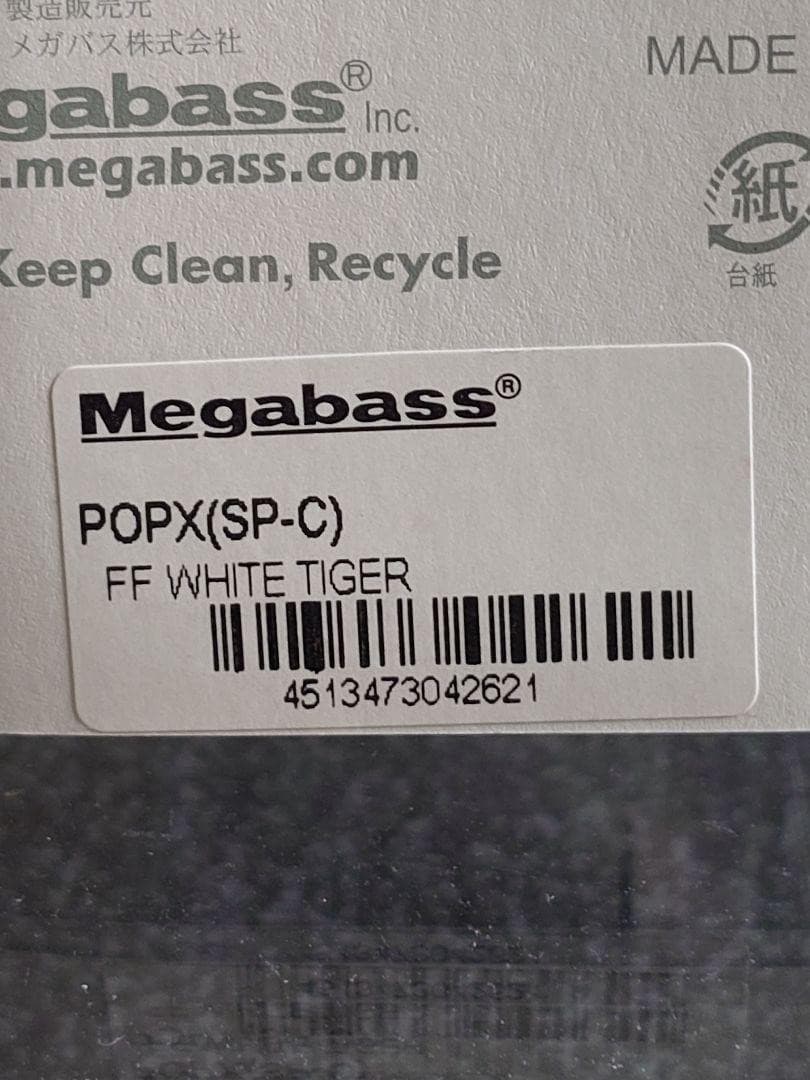 製造販売元
メガバス株式会社
MADE
gabass® Inc.
.megabass.com
紙
台紙
Keep Clean, Recycle
Megabass®
POPX(SP-C)
FF WHITE TIGER
4513473042621